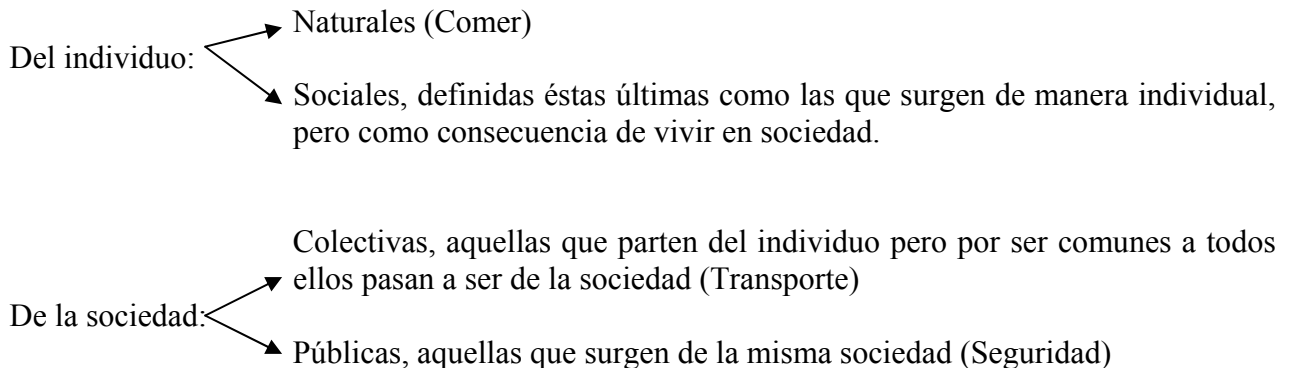 Naturales (Comer)
Del individuo:
Sociales, definidas éstas últimas como las que surgen de manera individual,
pero como consecuencia de vivir en sociedad.
Colectivas, aquellas que parten del individuo pero por ser comunes a todos
ellos pasan a ser de la sociedad (Transporte)
De la sociedad:
Públicas, aquellas que surgen de la misma sociedad (Seguridad)